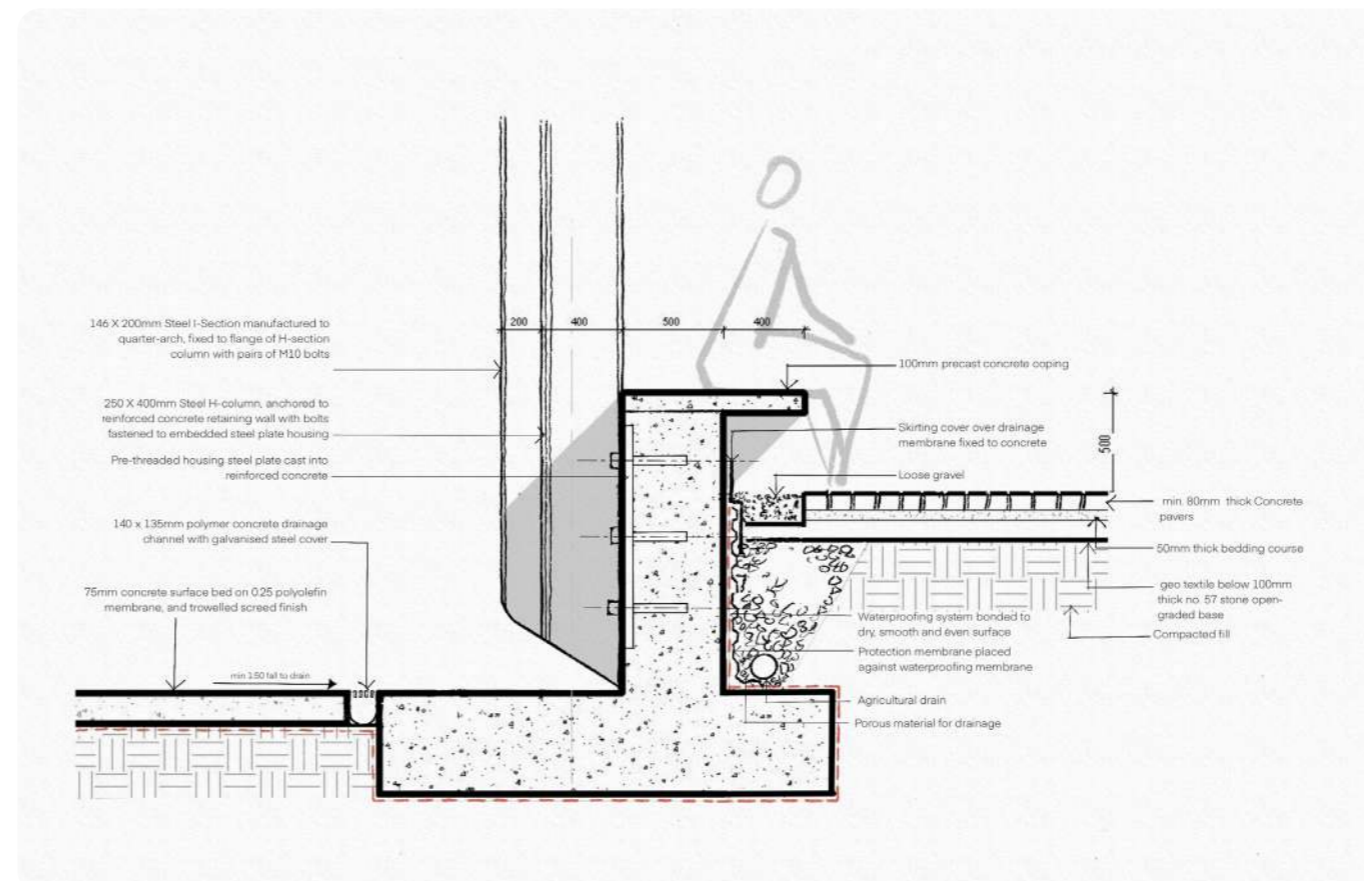 200
400
500
400
146 X 200mm Steel I-Section manufactured to
quarter-arch, fixed to flange of H-section
column with pairs of M10 bolts
100mm precast concrete coping
250 X 400mm Steel H-column, anchored to
reinforced concrete retaining wall with bolts
fastened to embedded steel plate housing
Skirting cover over drainage
membrane fixed to concrete
500
Pre-threaded housing steel plate cast into
reinforced concrete
Loose gravel
min. 80mm thick Concrete
pavers
140 x 135mm polymer concrete drainage
channel with galvanised steel cover
50mm thick bedding course
75mm concrete surface bed on 0.25 polyolefin
membrane, and trowelled screed finish
geo textile below 100mm
thick no. 57 stone open-
graded base
Waterproofing system bonded to
dry, smooth and even surface
Compacted fill
Protection membrane placed
against waterproofing membrane
min 1:50 fall to drain
Agricultural drain
Porous material for drainage